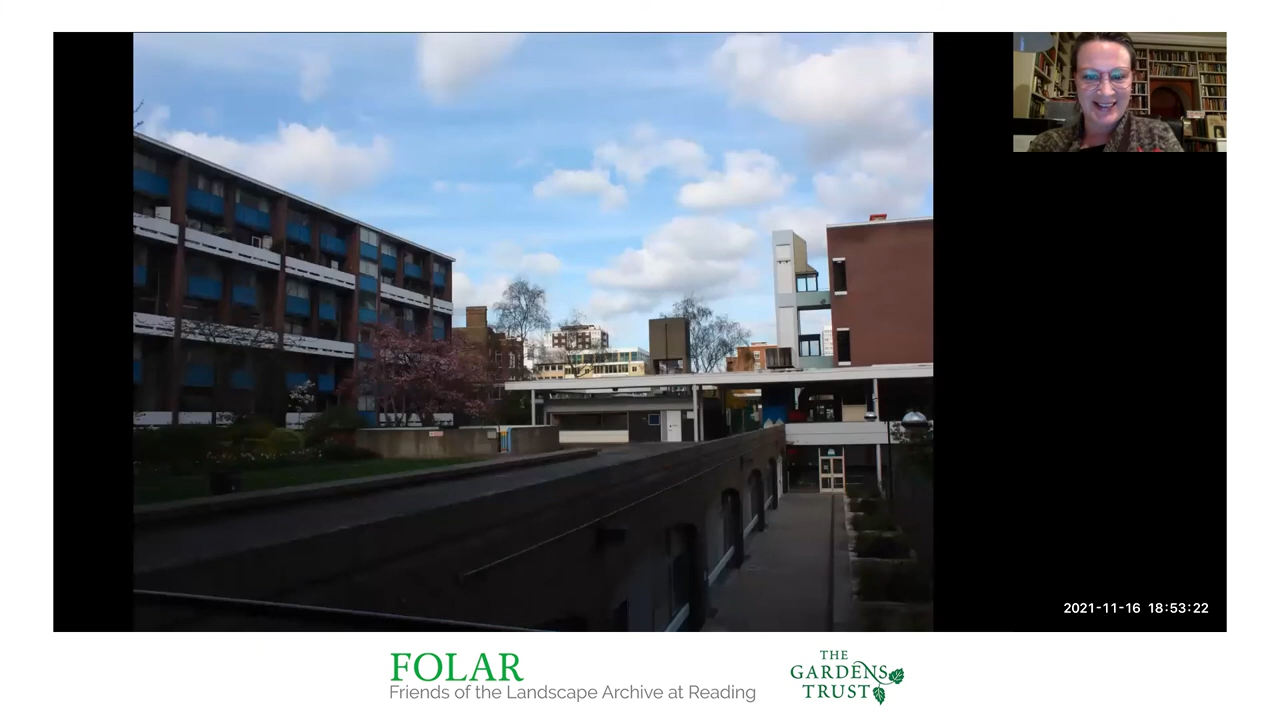 2021-11-16 18:53:22
FOLAR
Friends of the Landscape Archive at Reading
THE
GARDENS
TRUST